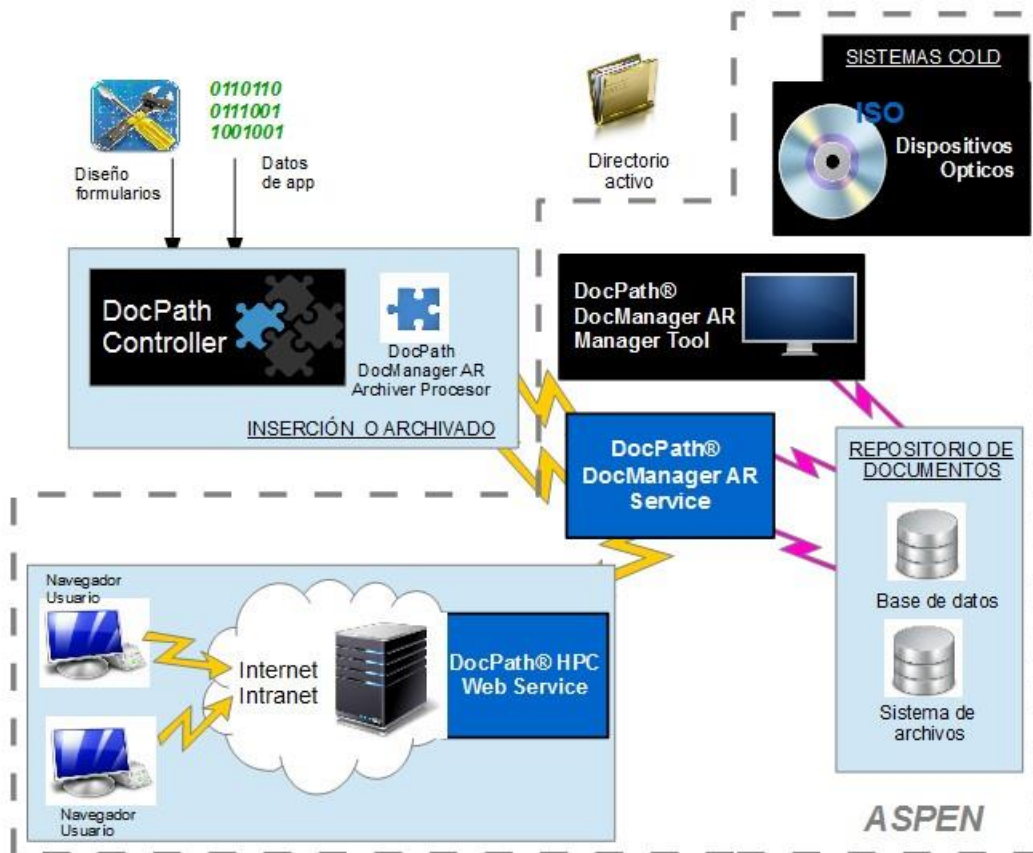 SISTEMAS COLD
ISO
Dispositivos
Opticos
0110110
0111001
1001001
Diseño
formularios
Datos
de app
Directorio
activo
DocPath
Controller
DocPath
DocManager AR
Archiver Procesor
INSERCIÓN O ARCHIVADO
DocPath®
DocManager AR
Manager Tool
DocPath®
DocManager AR
Service
REPOSITORIO DE
DOCUMENTOS
Base de datos
Sistema de
archivos
Navegador
Usuario
Internet
Intranet
DocPath® HPC
Web Service
Navegador
Usuario
ASPEN